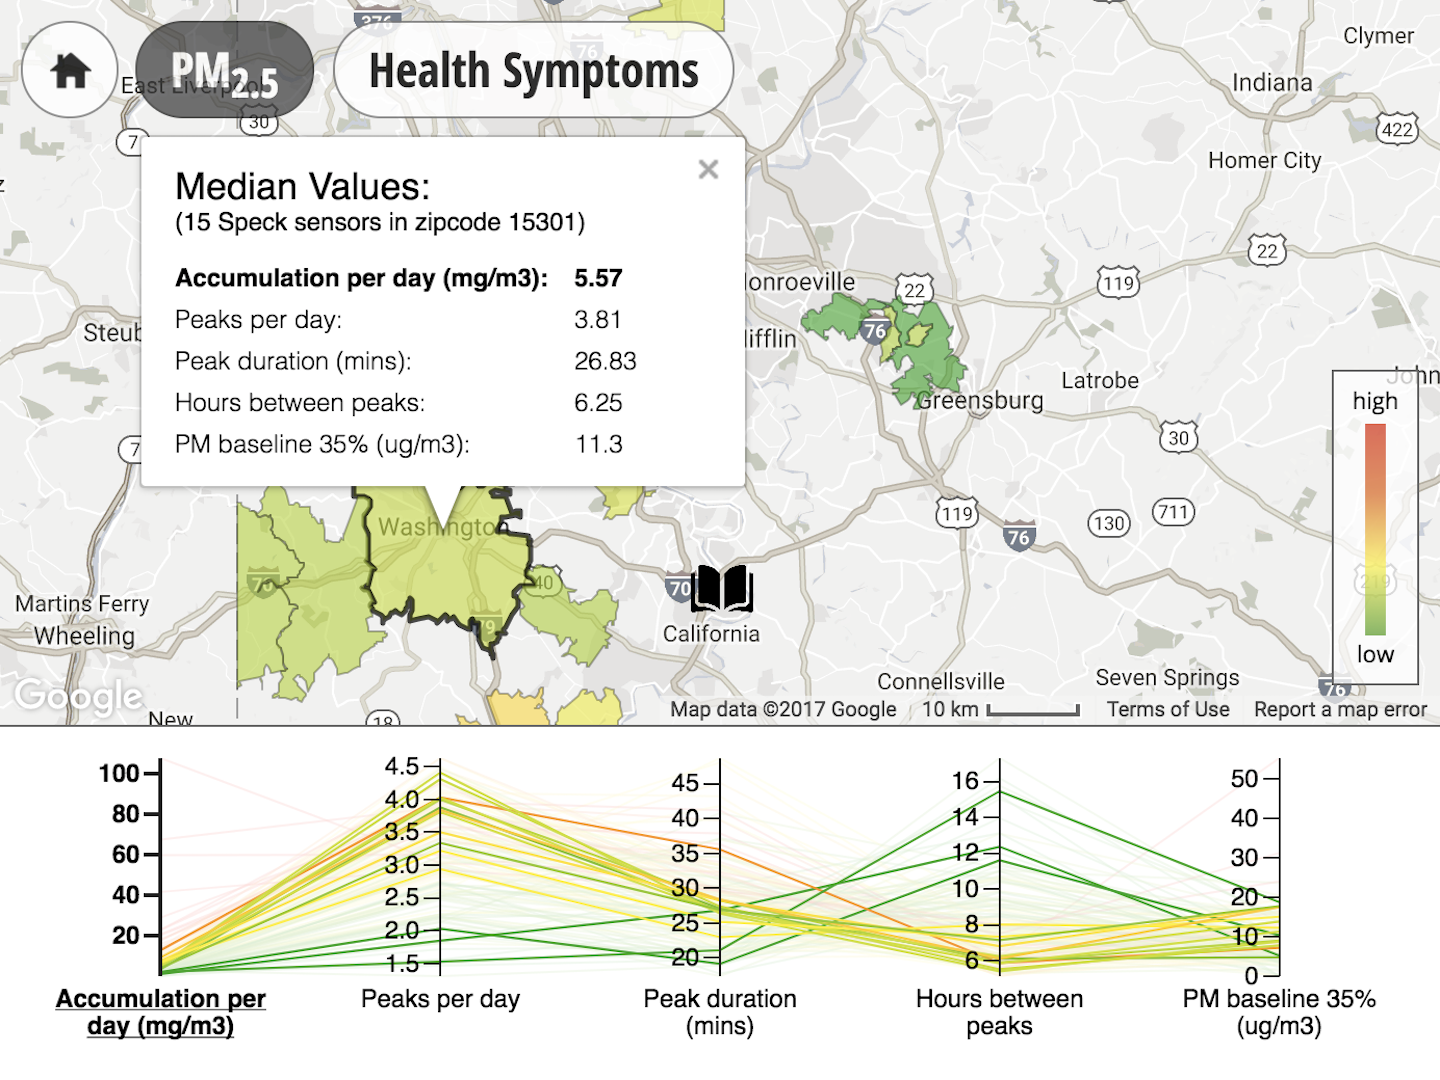 376
76
Clymer
PM2.5
Health Symptoms
East Liverpool
Indiana
30
422
7
Homer City
Median Values:
(15 Speck sensors in zipcode 15301)
Accumulation per day (mg/m3): 5.57
Peaks per day: 3.81
Peak duration (mins): 26.83
Hours between peaks: 6.25
PM baseline 35% (ug/m3): 11.3
22
119
onroeville
22
76
Steub
ifflin
Latrobe
John
Greensburg
high
30
7
119
711
130
76
Washington
219
70
40
70
Martins Ferry
Wheeling
79
California
low
Connellsville
Seven Springs
76
Google
New
18
Map data ©2017 Google
10 km
Terms of Use
Report a map error
100
80
60
40
20
4.5
4.0
3.5
3.0
2.5
2.0
1.5
45
40
35
30
25
20
16
14
12
10
8
6
50
40
30
20
10
0
Accumulation per
day (mg/m3)
Peaks per day
Peak duration
(mins)
Hours between
peaks
PM baseline 35%
(ug/m3)